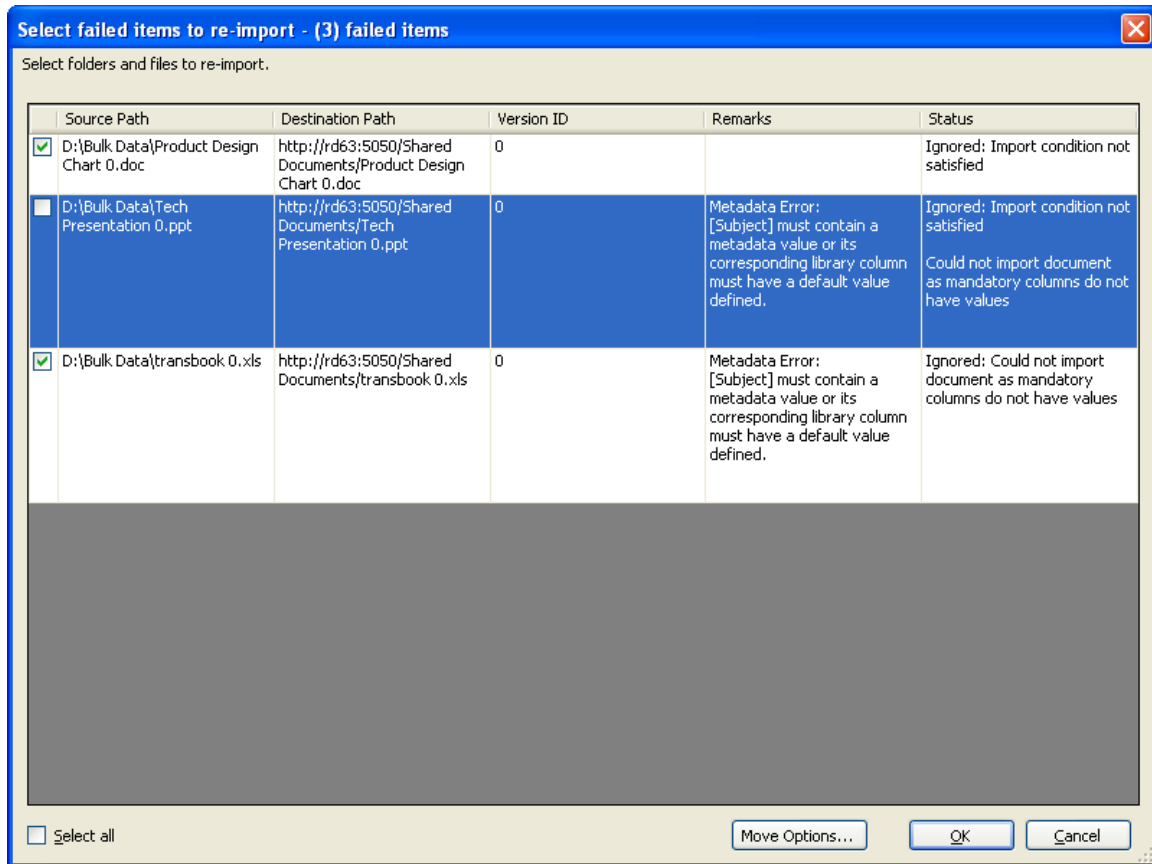 Select failed items to re-import - (3) failed items
Select folders and files to re-import.
Source Path Destination Path Version ID Remarks Status
D:\Bulk Data\Product Design
Chart 0.doc
http://rd63:5050/Shared
Documents/Product Design
Chart 0.doc
0
Ignored: Import condition not
satisfied
D:\Bulk Data\Tech
Presentation 0.ppt
http://rd63:5050/Shared
Documents/Tech
Presentation 0.ppt
0
Metadata Error:
[Subject] must contain a
metadata value or its
corresponding library column
must have a default value
defined.
Ignored: Import condition not
satisfied
Could not import document
as mandatory columns do not
have values
D:\Bulk Data\transbook 0.xls
http://rd63:5050/Shared
Documents/transbook 0.xls
0
Metadata Error:
[Subject] must contain a
metadata value or its
corresponding library column
must have a default value
defined.
Ignored: Could not import
document as mandatory
columns do not have values
Select all
Move Options...
OK
Cancel